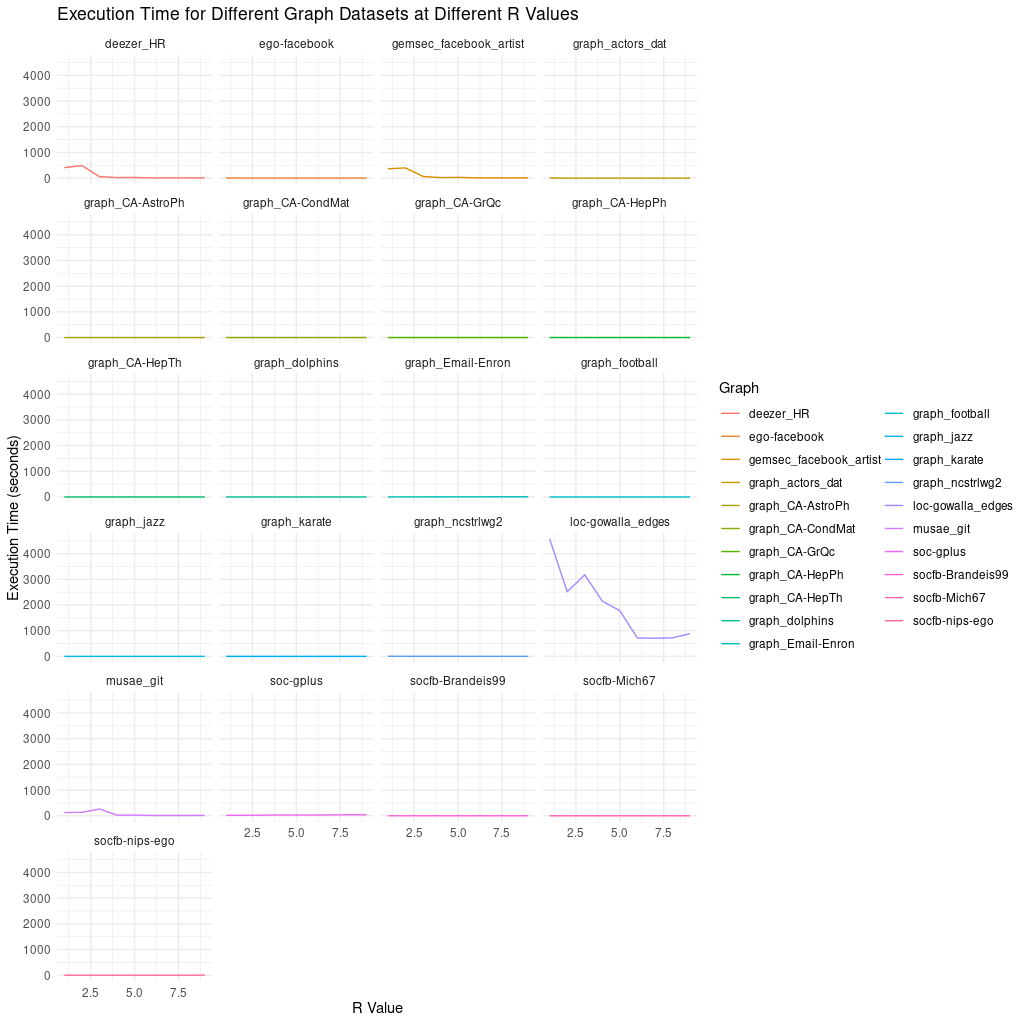 Execution Time for Different Graph Datasets at Different R Values
deezer_HR ego-facebook gemsec_facebook_artist graph_actors_dat
4000
3000
2000
1000
0
graph_CA-AstroPh graph_CA-CondMat graph_CA-GrQc graph_CA-HepPh
4000
3000
2000
1000
0
graph_CA-HepTh graph_dolphins graph_Email-Enron graph_football
4000
3000
2000
1000
0
graph_jazz graph_karate graph_ncstrlwg2 loc-gowalla_edges
4000
3000
2000
1000
0
musae_git soc-gplus socfb-Brandeis99 socfb-Mich67
4000
3000
2000
1000
0
2.5 5.0 7.5 2.5 5.0 7.5 2.5 5.0 7.5
socfb-nips-ego
4000
3000
2000
1000
0
2.5 5.0 7.5
R Value
Execution Time (seconds)
Graph
deezer_HR
ego-facebook
gemsec_facebook_artist
graph_actors_dat
graph_CA-AstroPh
graph_CA-CondMat
graph_CA-GrQc
graph_CA-HepPh
graph_CA-HepTh
graph_dolphins
graph_Email-Enron
graph_football
graph_jazz
graph_karate
graph_ncstrlwg2
loc-gowalla_edges
musae_git
soc-gplus
socfb-Brandeis99
socfb-Mich67
socfb-nips-ego